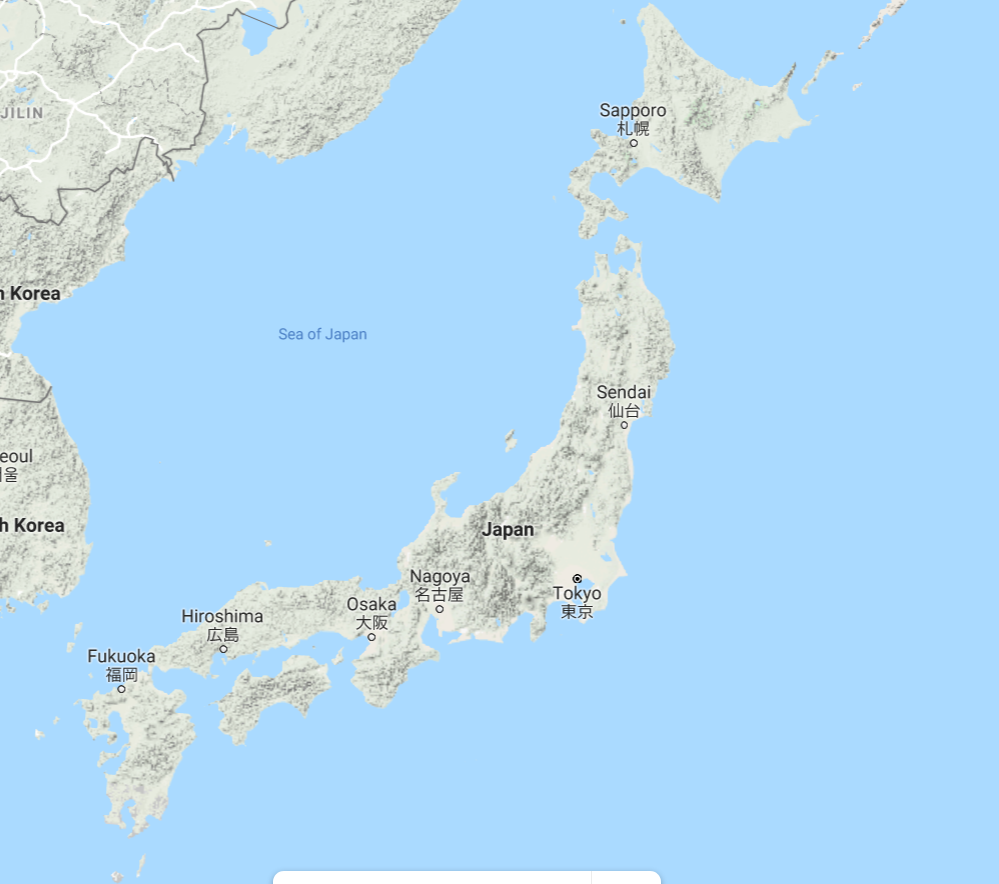 Sapporo
札幌
JILIN
n Korea
Sea of Japan
Sendai
仙台
eoul
울
h Korea
Japan
Nagoya
名古屋
Tokyo
東京
Osaka
大阪
Hiroshima
広島
Fukuoka
福岡